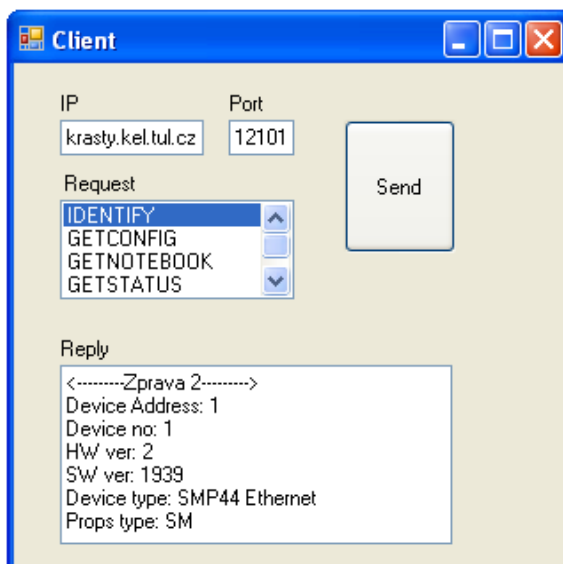 Client
IP Port
krasty.kel.tul.cz 12101
Send
Request
IDENTIFY
GETCONFIG
GETNOTEBOOK
GETSTATUS
Reply
<--------Zprava 2-------->
Device Address: 1
Device no: 1
HW ver: 2
SW ver: 1939
Device type: SMP44 Ethernet
Props type: SM